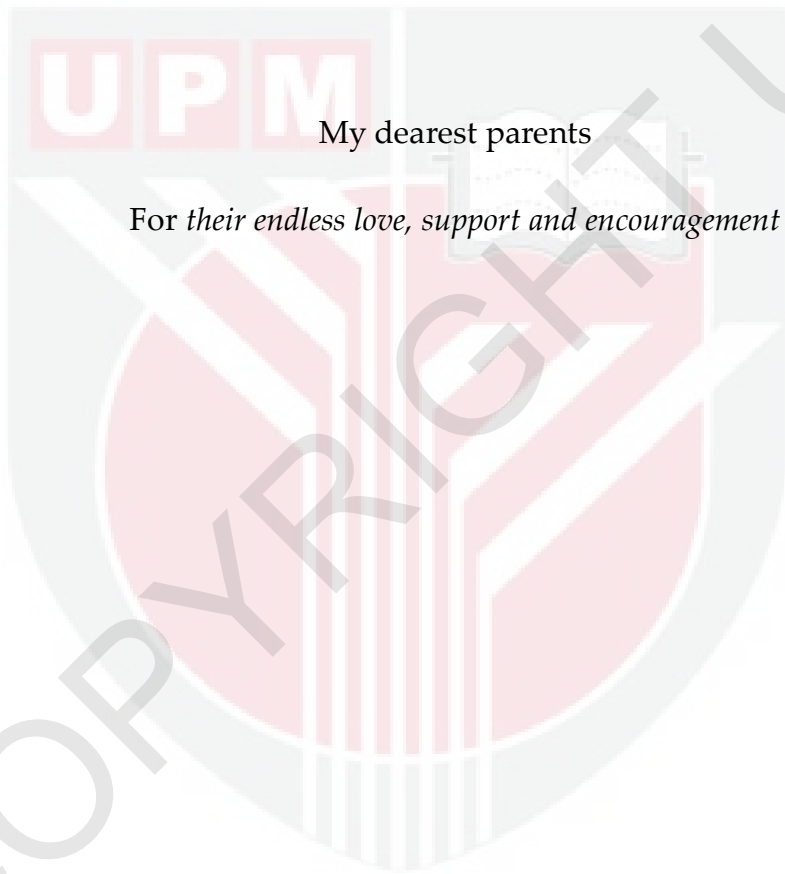 UPM
My dearest parents
For their endless love, support and encouragement
COPYRIGHT U